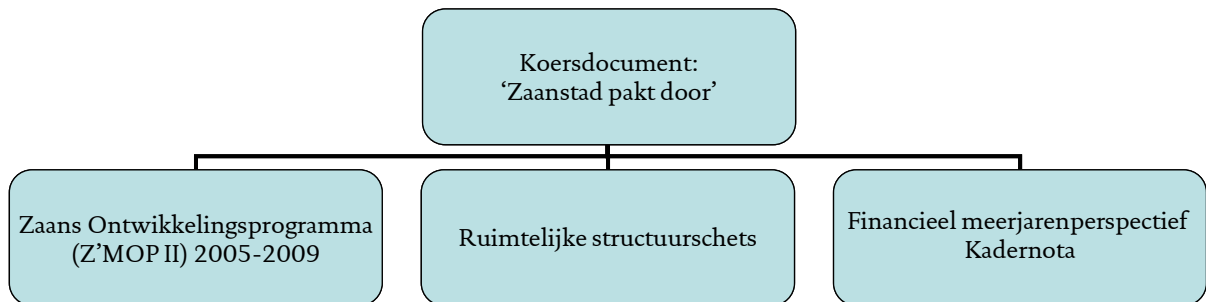 Koersdocument:
‘Zaanstad pakt door’
Zaans Ontwikkelingsprogramma
(Z’MOP II) 2005-2009
Ruimtelijke structuurschets
Financieel meerjarenperspectief
Kadernota